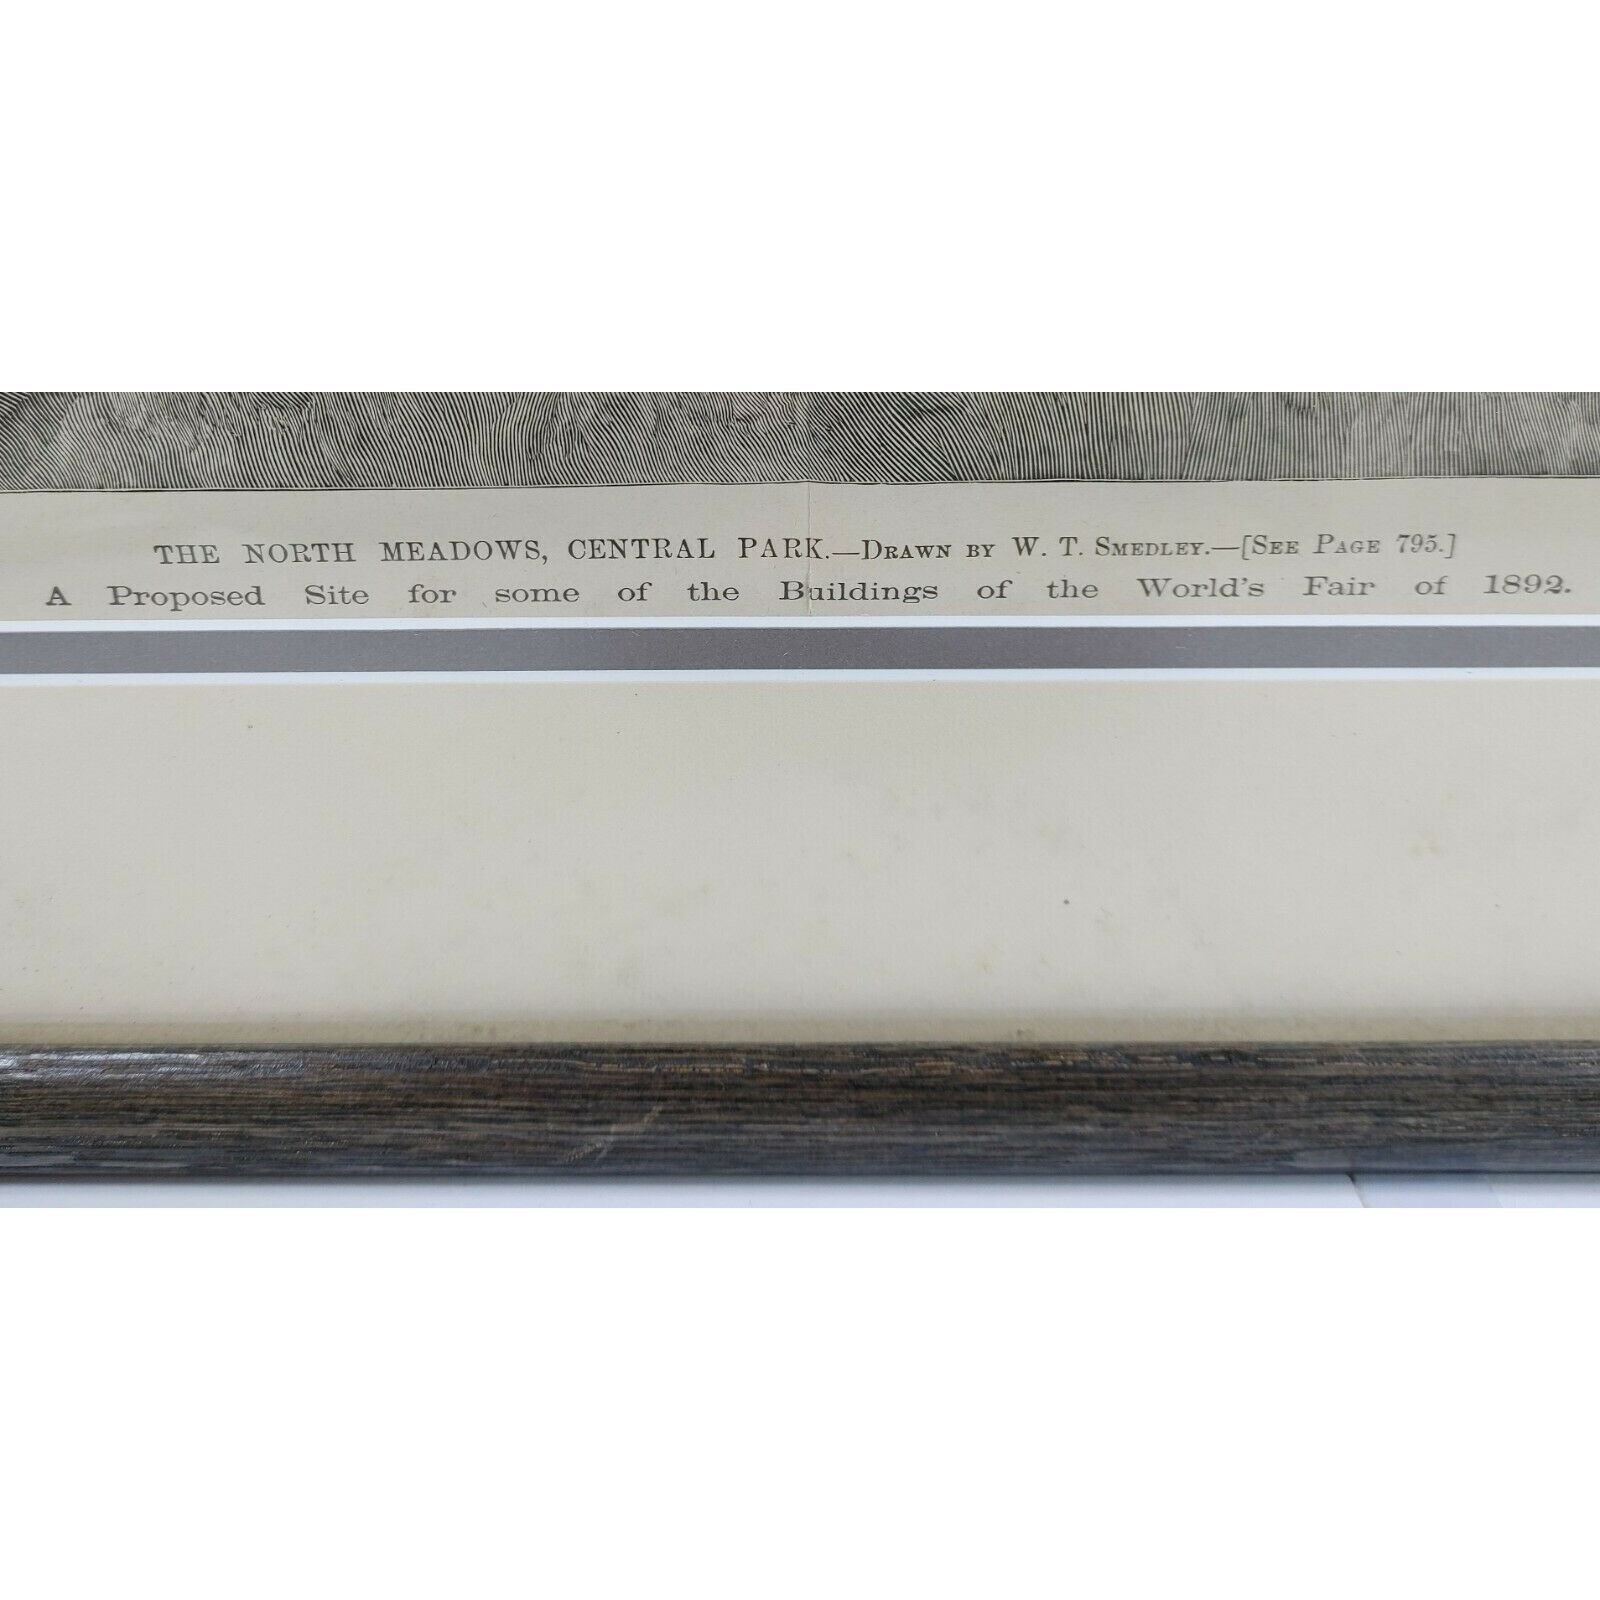 THE NORTH MEADOWS, CENTRAL PARK.—Drawn by W. T. Smedley.—[See Page 795.]
A Proposed Site for some of the Buildings of the World's Fair of 1892.